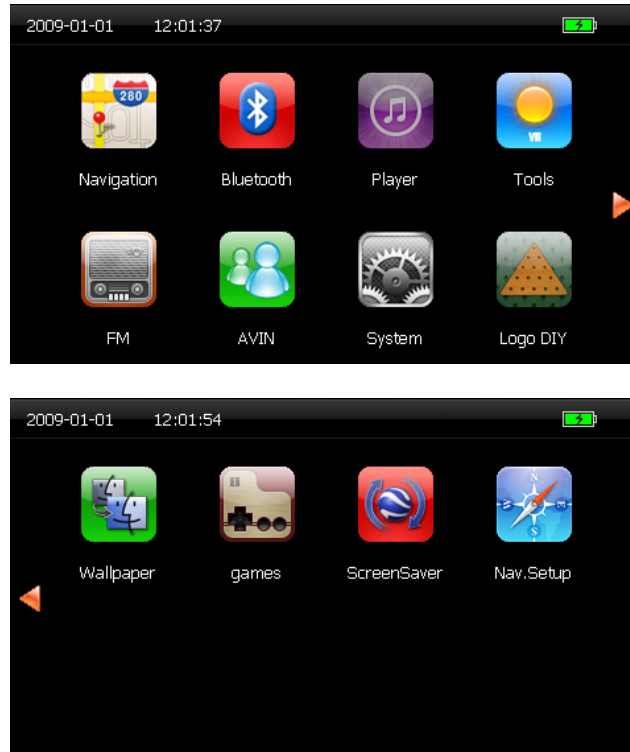 2009-01-01 12:01:37
280
VII
Navigation Bluetooth Player Tools
FM AVIN System Logo DIY
2009-01-01 12:01:54
I
N
W E
S
Wallpaper games ScreenSaver Nav.Setup